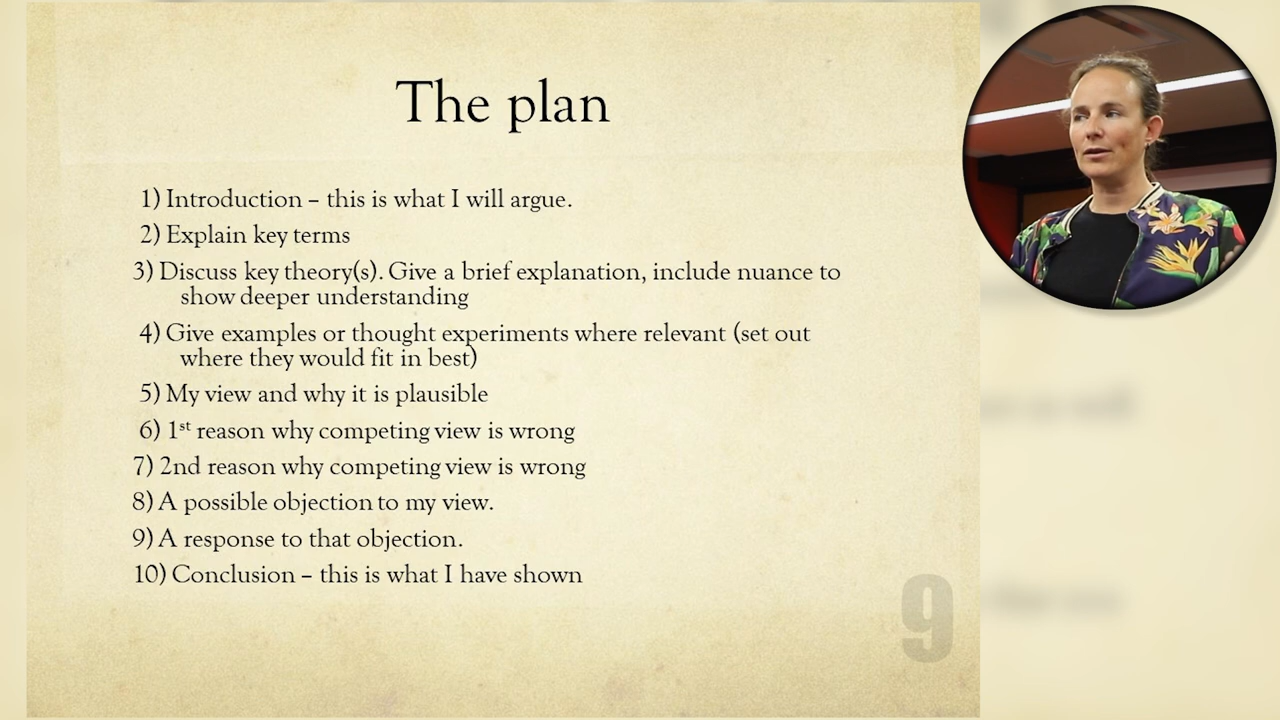 The plan
1) Introduction – this is what I will argue.
2) Explain key terms
3) Discuss key theory(s). Give a brief explanation, include nuance to
show deeper understanding
4) Give examples or thought experiments where relevant (set out
where they would fit in best)
5) My view and why it is plausible
6) 1st reason why competing view is wrong
7) 2nd reason why competing view is wrong
8) A possible objection to my view.
9) A response to that objection.
10) Conclusion – this is what I have shown
9